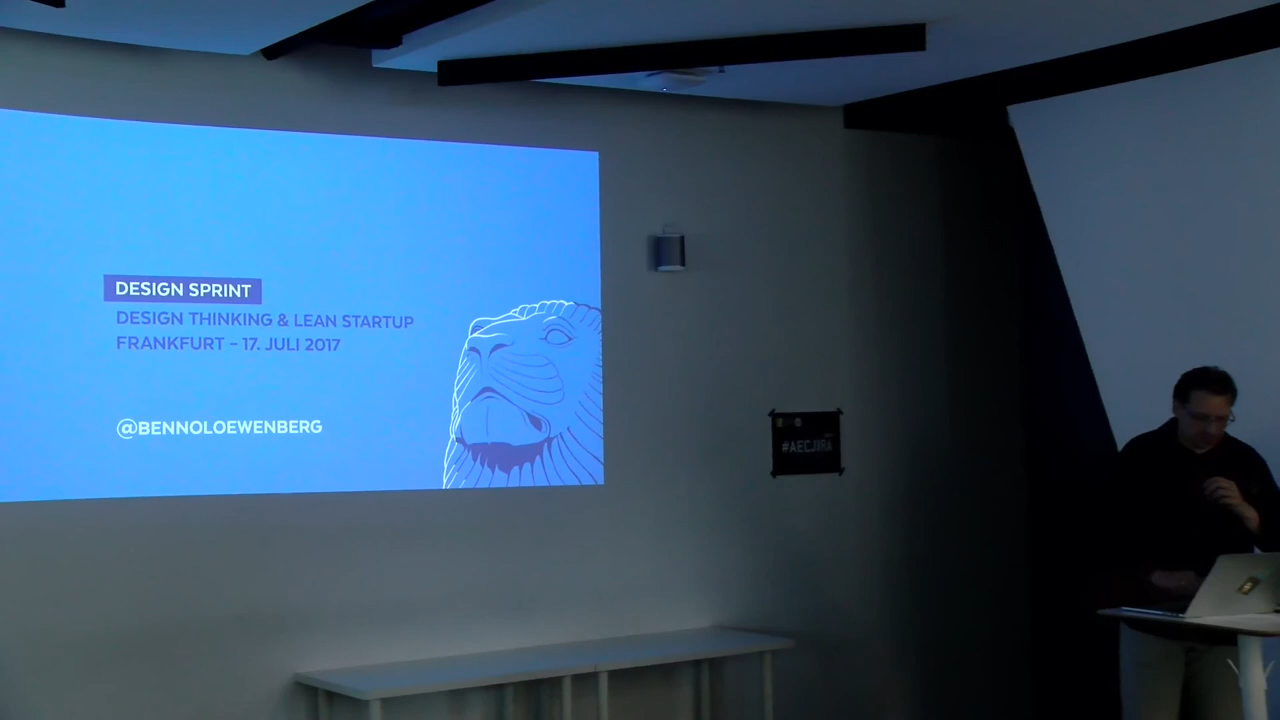 DESIGN SPRINT
DESIGN THINKING & LEAN STARTUP
FRANKFURT – 17. JULI 2017
@BENNOLOEWENBERG
#AECJIRA